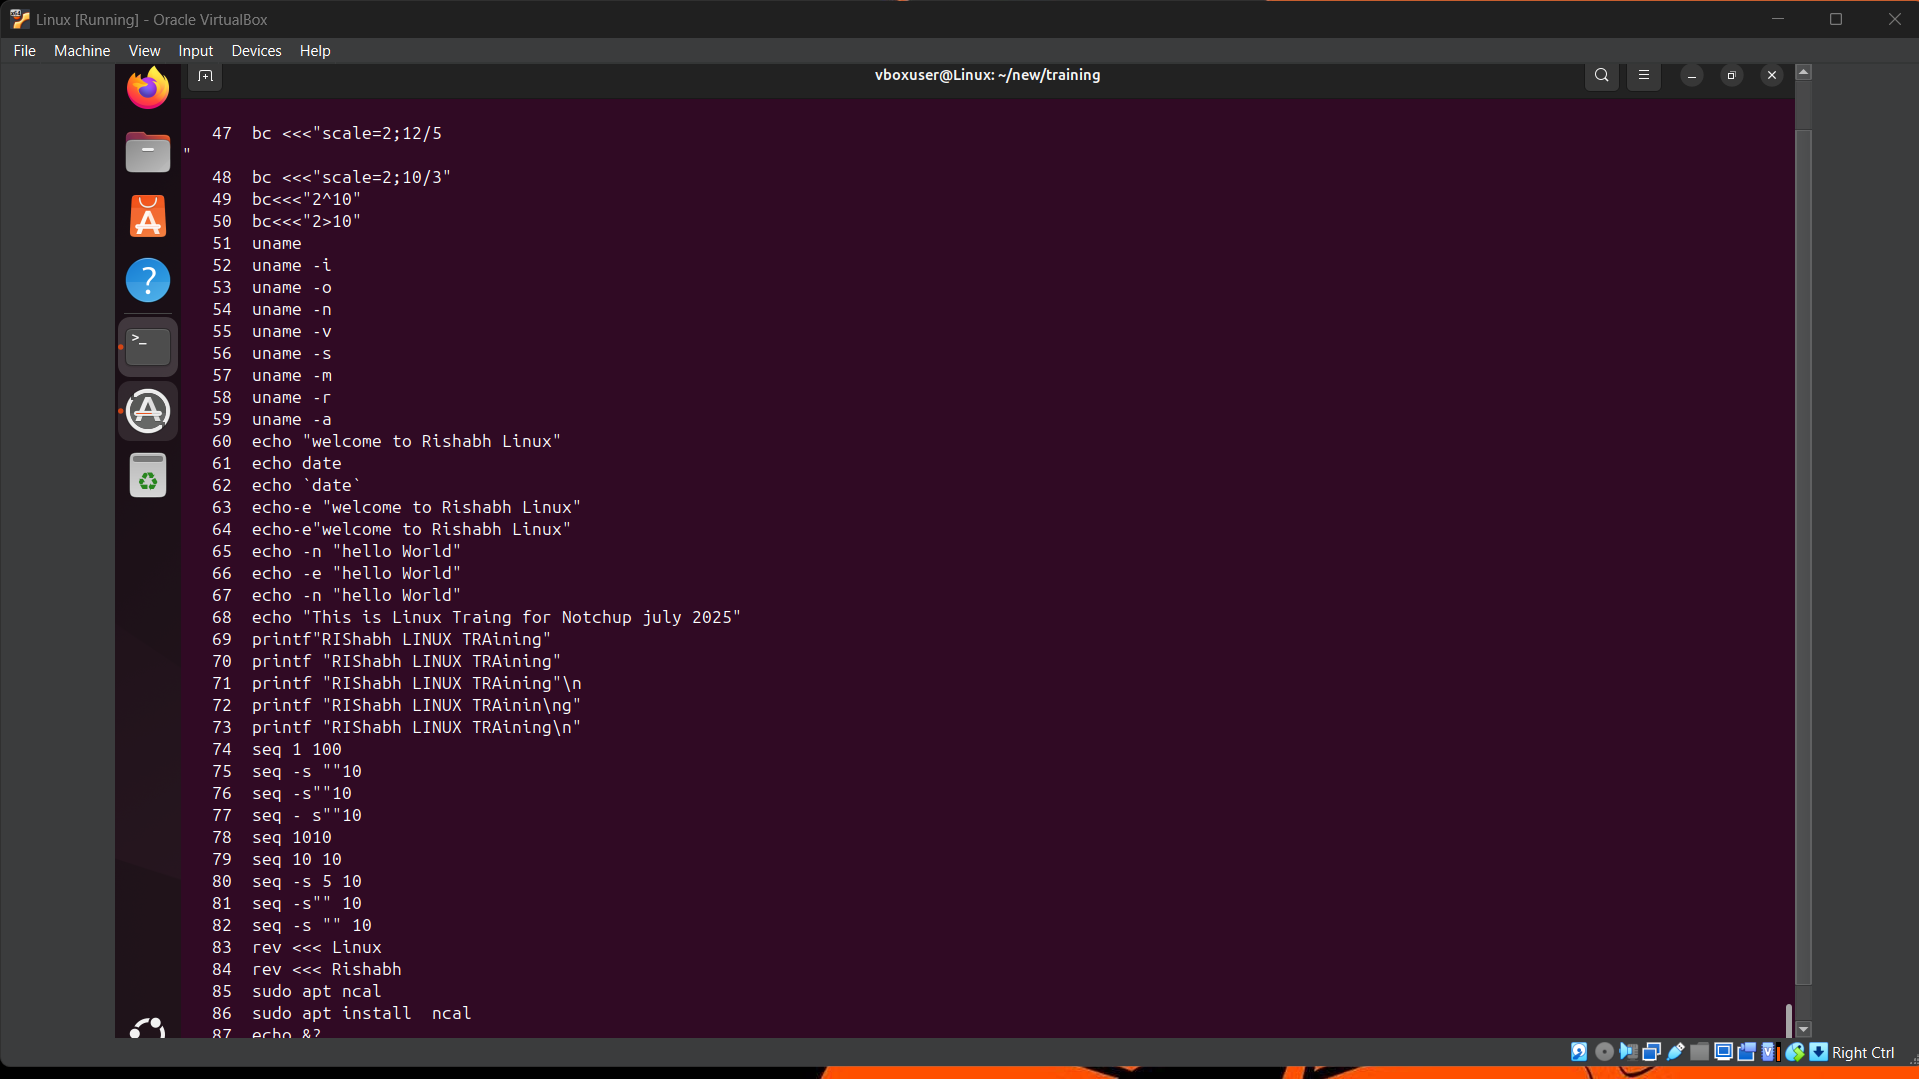 Linux [Running] - Oracle VirtualBox
File Machine View Input Devices Help
vboxuser@Linux: ~/new/training
47 bc <<<"scale=2;12/5
"
48 bc <<<"scale=2;10/3"
49 bc<<<"2^10"
50 bc<<<"2>10"
51 uname
52 uname -i
53 uname -o
54 uname -n
55 uname -v
56 uname -s
57 uname -m
58 uname -r
59 uname -a
60 echo "welcome to Rishabh Linux"
61 echo date
62 echo `date`
63 echo-e "welcome to Rishabh Linux"
64 echo-e"welcome to Rishabh Linux"
65 echo -n "hello World"
66 echo -e "hello World"
67 echo -n "hello World"
68 echo "This is Linux Traing for Notchup july 2025"
69 printf"RIShabh LINUX TRAining"
70 printf "RIShabh LINUX TRAining"
71 printf "RIShabh LINUX TRAining"\n
72 printf "RIShabh LINUX TRAinin\ng"
73 printf "RIShabh LINUX TRAining\n"
74 seq 1 100
75 seq -s ""10
76 seq -s""10
77 seq - s""10
78 seq 1010
79 seq 10 10
80 seq -s 5 10
81 seq -s"" 10
82 seq -s "" 10
83 rev <<< Linux
84 rev <<< Rishabh
85 sudo apt ncal
86 sudo apt install  ncal
87 echo &?
Right Ctrl